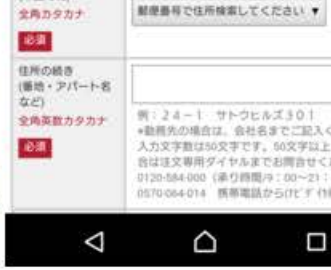 全角カタカナ
郵便番号で住所検索してください ▼
必須
住所の続き
(番地・アパート名
など)
全角英数カタカナ
必須
例：２４－１ サトウヒルズ３０１
*勤務先の場合は、会社名までご記入く
入力文字数は50文字です。50文字以上
合は注文専用ダイヤルまでお問合せく
0120-584-000（承り時間/9：00〜21：
0570-064-014 携帯電話から